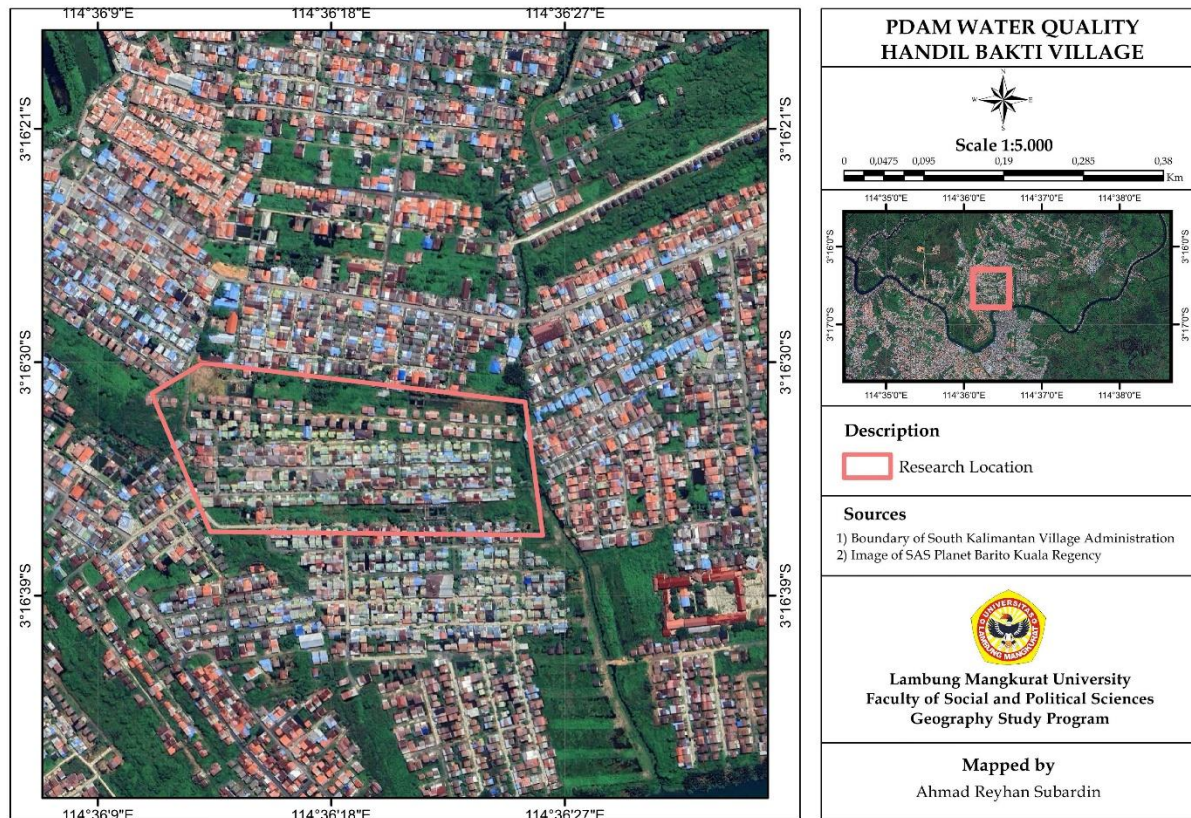 114°36'9"E 114°36'18"E 114°36'27"E
3°16'21"S 3°16'21"S
3°16'30"S 3°16'30"S
3°16'39"S 3°16'39"S
114°36'9"E 114°36'18"E 114°36'27"E
PDAM WATER QUALITY
HANDIL BAKTI VILLAGE
N
W E
S
Scale 1:5.000
0 0,0475 0,095 0,19 0,285 0,38
Km
114°35'0"E 114°36'0"E 114°37'0"E 114°38'0"E
3°16'0"S 3°16'0"S
3°17'0"S 3°17'0"S
114°35'0"E 114°36'0"E 114°37'0"E 114°38'0"E
Description
Research Location
Sources
1) Boundary of South Kalimantan Village Administration
2) Image of SAS Planet Barito Kuala Regency
UNIVERSITAS
LAMBUNG MANGKURAT
Lambung Mangkurat University
Faculty of Social and Political Sciences
Geography Study Program
Mapped by
Ahmad Reyhan Subardin